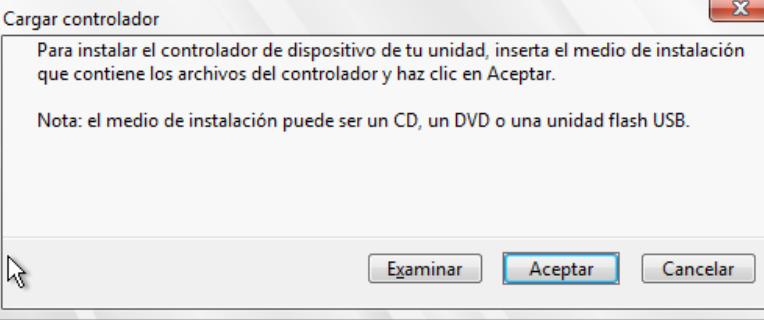 Cargar controlador
Para instalar el controlador de dispositivo de tu unidad, inserta el medio de instalación
que contiene los archivos del controlador y haz clic en Aceptar.
Nota: el medio de instalación puede ser un CD, un DVD o una unidad flash USB.
Examinar Aceptar Cancelar